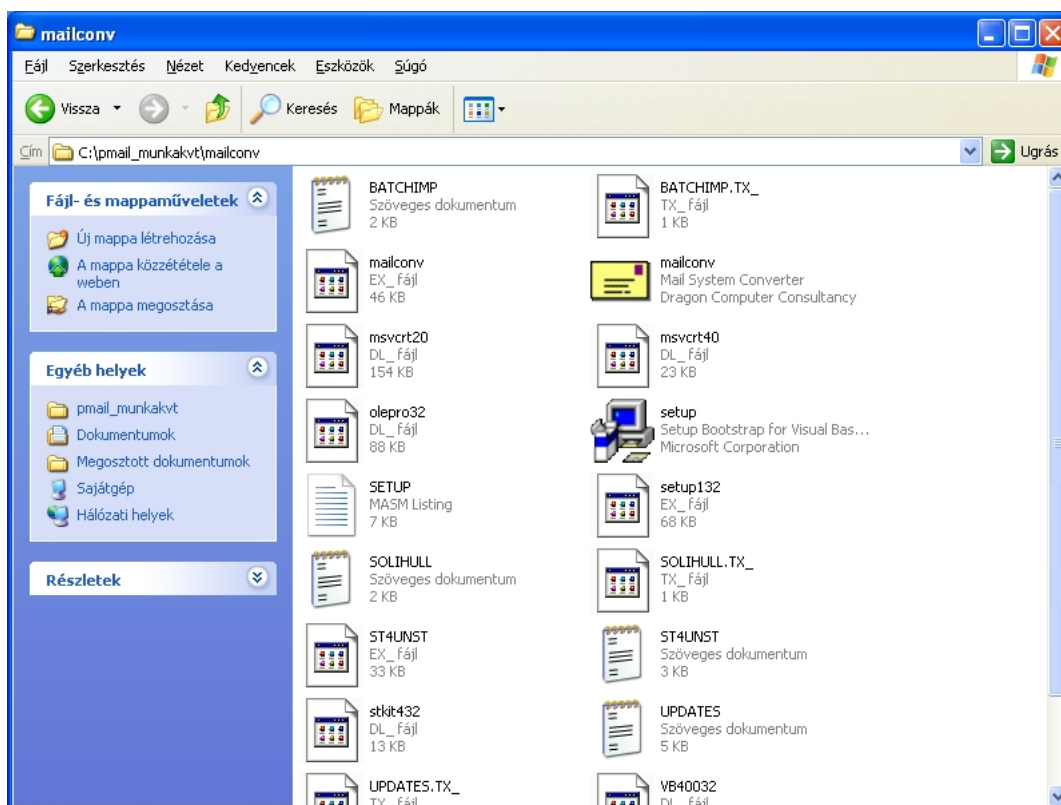 mailconv
Fájl Szerkesztés Nézet Kedvencek Eszközök Súgó
Vissza Keresés Mappák
Cím C:\pmail_munkakvt\mailconv Ugrás
Fájl- és mappaműveletek
Új mappa létrehozása
A mappa közzététele a
weben
A mappa megosztása
Egyéb helyek
pmail_munkakvt
Dokumentumok
Megosztott dokumentumok
Sajátgép
Hálózati helyek
Részletek
BATCHIMP
Szöveges dokumentum
2 KB
BATCHIMP.TX_
TX_ fájl
1 KB
mailconv
EX_ fájl
46 KB
mailconv
Mail System Converter
Dragon Computer Consultancy
msvcrt20
DL_ fájl
154 KB
msvcrt40
DL_ fájl
23 KB
olepro32
DL_ fájl
88 KB
setup
Setup Bootstrap for Visual Bas...
Microsoft Corporation
SETUP
MASM Listing
7 KB
setup132
EX_ fájl
68 KB
SOLIHULL
Szöveges dokumentum
2 KB
SOLIHULL.TX_
TX_ fájl
1 KB
ST4UNST
EX_ fájl
33 KB
ST4UNST
Szöveges dokumentum
3 KB
stkit432
DL_ fájl
13 KB
UPDATES
Szöveges dokumentum
5 KB
UPDATES.TX_
TX_ fájl
VB40032
DL_ fájl